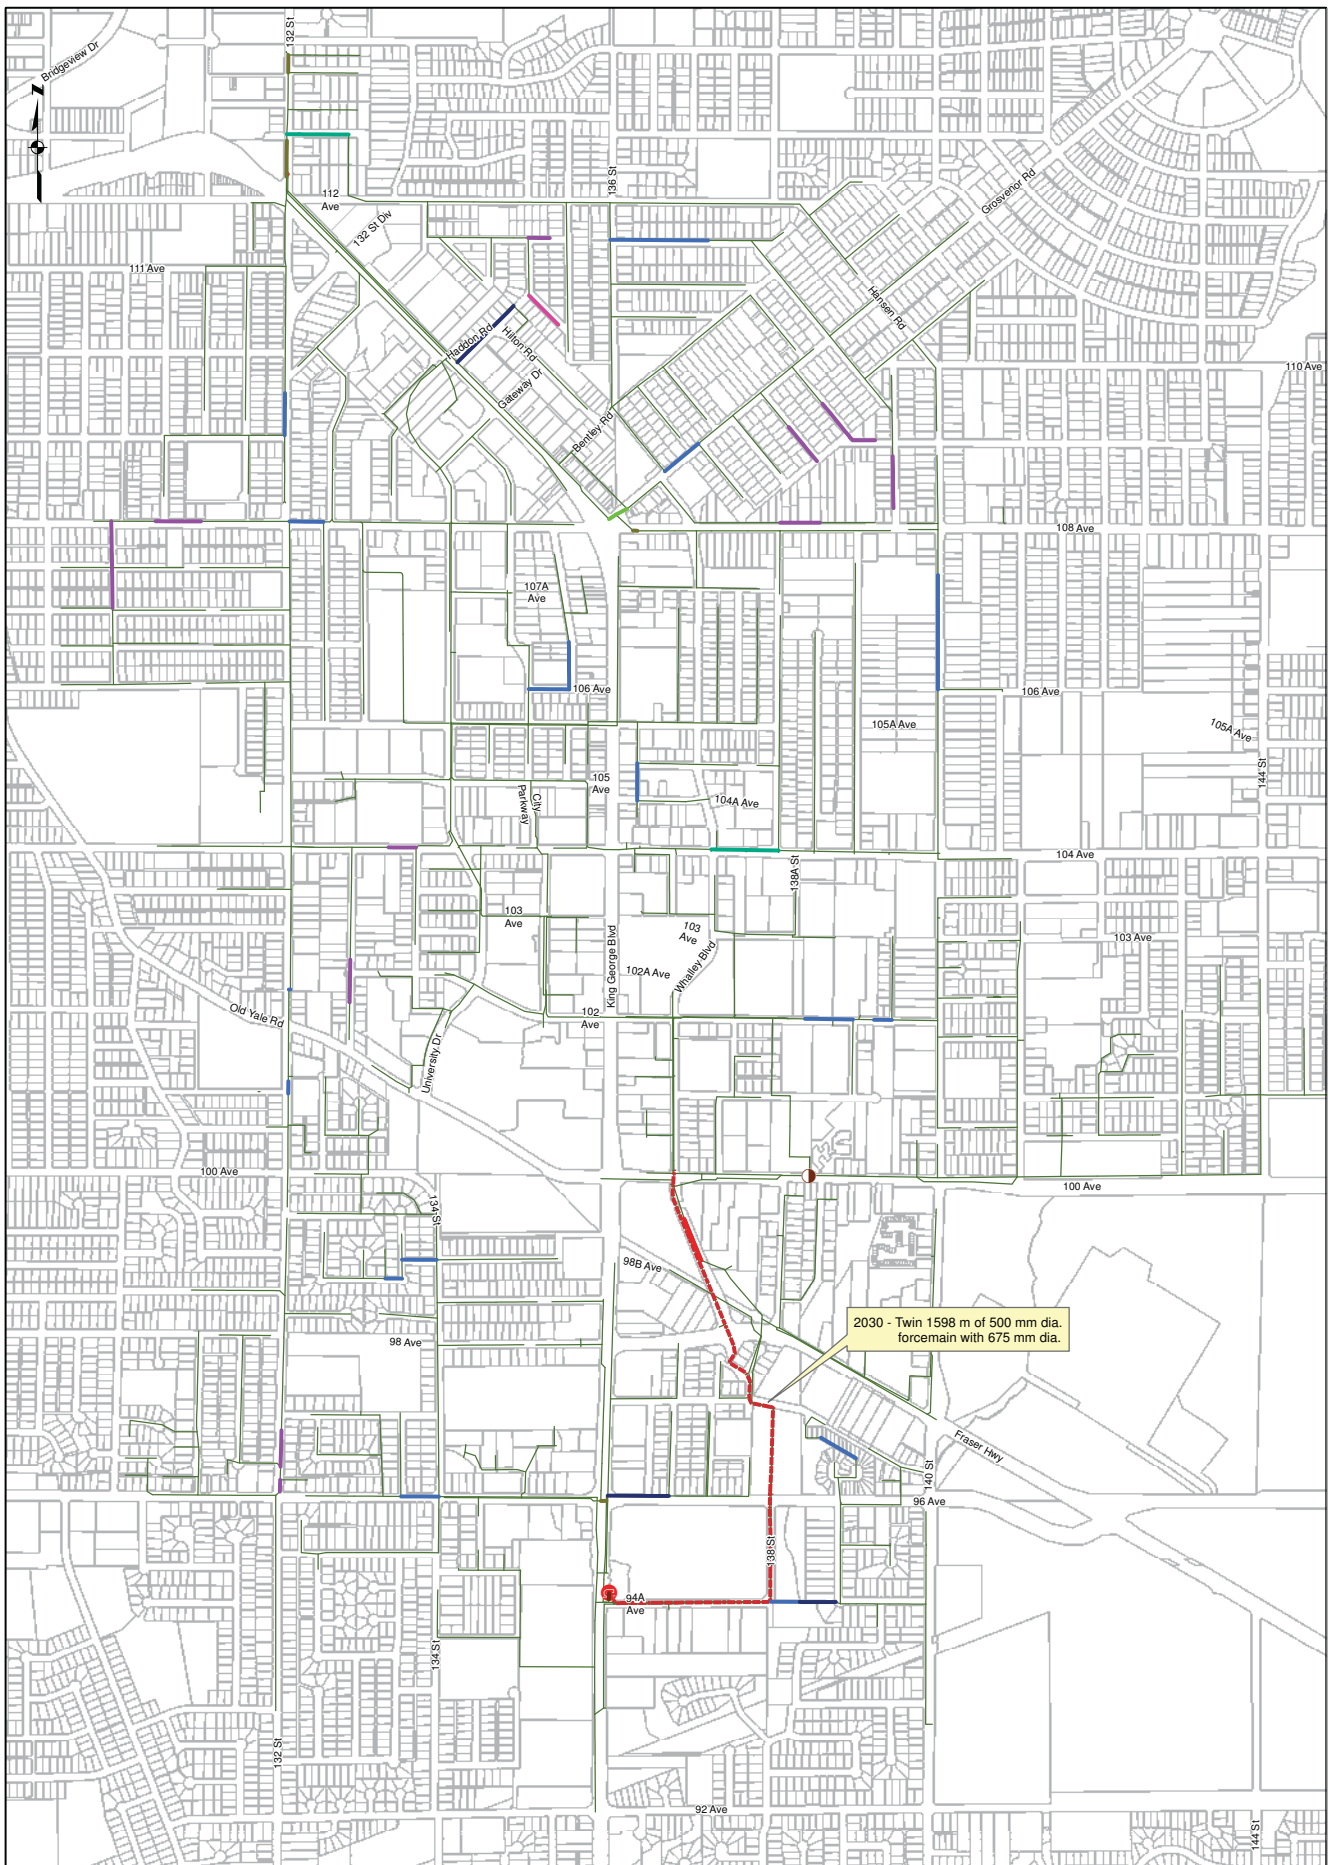 132 St
Bridgeview Dr
N
136 St
Grosvenor Rd
112
Ave
132 St Div
111 Ave
Hansen Rd
Haddon Rd
Hilton Rd
110 Ave
Gateway Dr
Bentley Rd
108 Ave
107A
Ave
106 Ave
106 Ave
105A Ave
105A Ave
144 St
105
Ave
City
Parkway
104A Ave
104 Ave
138A St
103
Ave
103
Ave
103 Ave
King George Blvd
102A Ave
Whalley Blvd
Old Yale Rd
102
Ave
University Dr
100 Ave
100 Ave
134 St
98B Ave
2030 - Twin 1598 m of 500 mm dia.
forcemain with 675 mm dia.
98 Ave
Fraser Hwy
140 St
96 Ave
138 St
94A
Ave
134 St
132 St
92 Ave
144 St